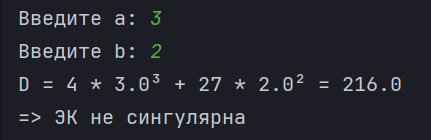 Введите a: 3
Введите b: 2
D = 4 * 3.0³ + 27 * 2.0² = 216.0
=> ЭК не сингулярна